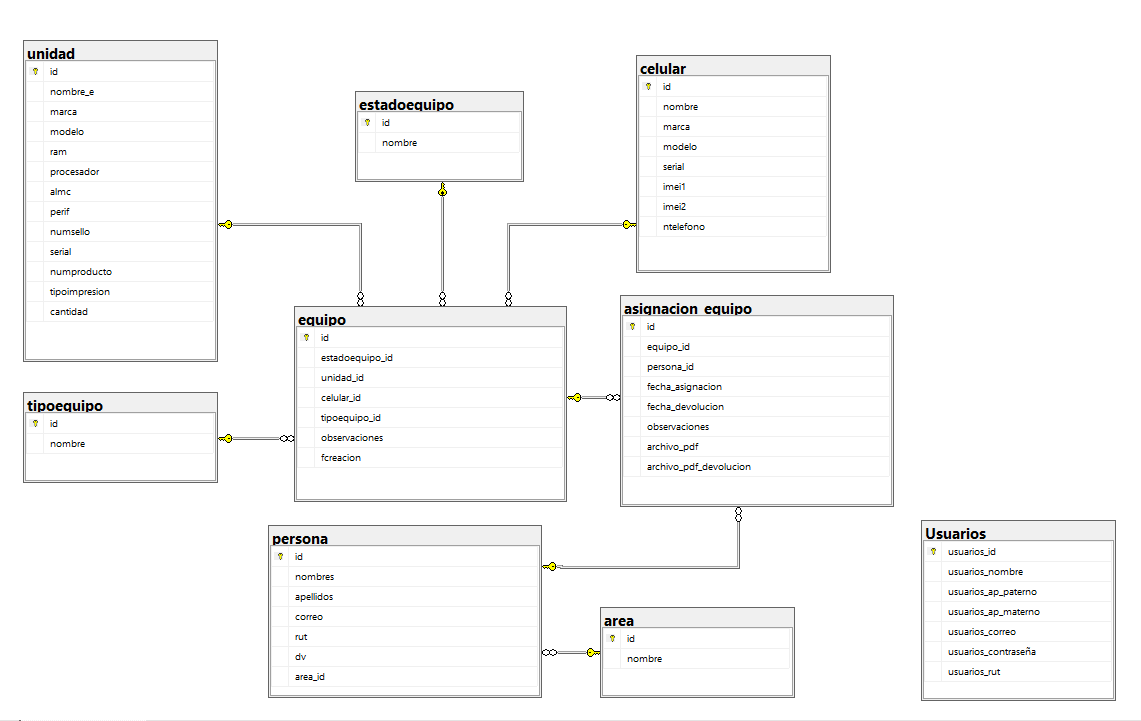 unidad
id
nombre_e
marca
modelo
ram
procesador
almc
perif
numsello
serial
numproducto
tipoimpresion
cantidad
estadoequipo
id
nombre
celular
id
nombre
marca
modelo
serial
imei1
imei2
ntelefono
equipo
id
estadoequipo_id
unidad_id
celular_id
tipoequipo_id
observaciones
fcreacion
asignacion_equipo
id
equipo_id
persona_id
fecha_asignacion
fecha_devolucion
observaciones
archivo_pdf
archivo_pdf_devolucion
tipoequipo
id
nombre
persona
id
nombres
apellidos
correo
rut
dv
area_id
area
id
nombre
Usuarios
usuarios_id
usuarios_nombre
usuarios_ap_paterno
usuarios_ap_materno
usuarios_correo
usuarios_contraseña
usuarios_rut